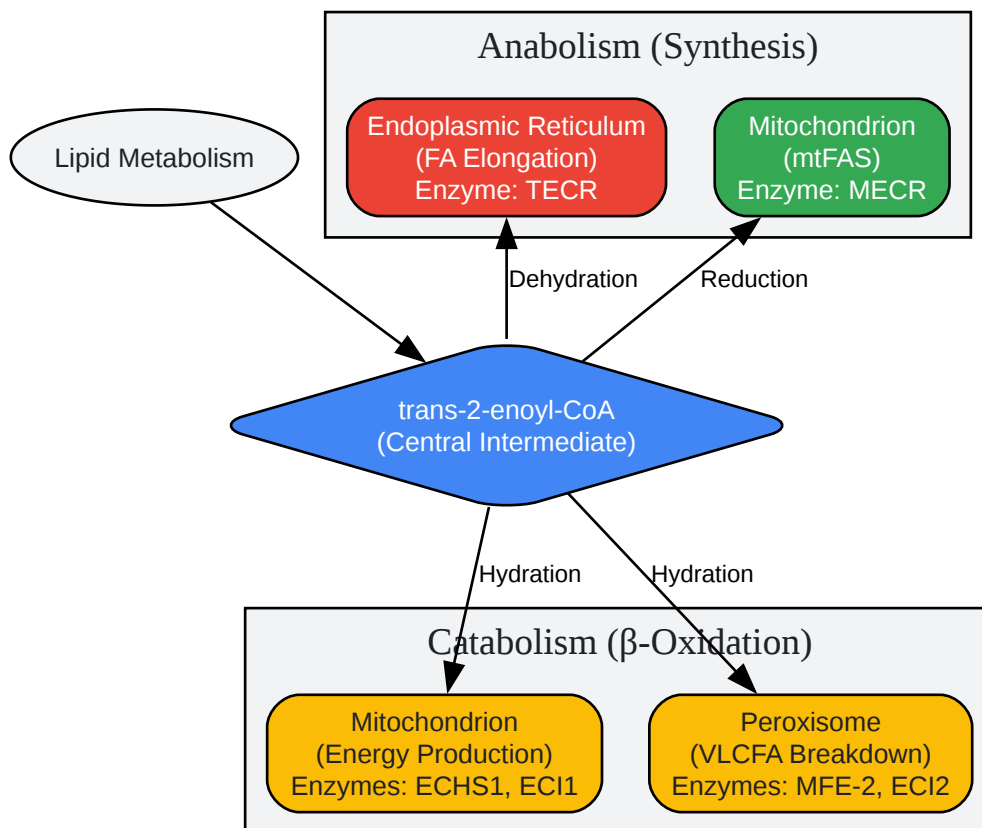 Anabolism (Synthesis)
Endoplasmic Reticulum
(FA Elongation)
Enzyme: TECR
Mitochondrion
(mtFAS)
Enzyme: MECR
Lipid Metabolism
Dehydration
Reduction
trans-2-enoyl-CoA
(Central Intermediate)
Hydration
Hydration
Catabolism (β-Oxidation)
Mitochondrion
(Energy Production)
Enzymes: ECHS1, ECI1
Peroxisome
(VLCFA Breakdown)
Enzymes: MFE-2, ECI2